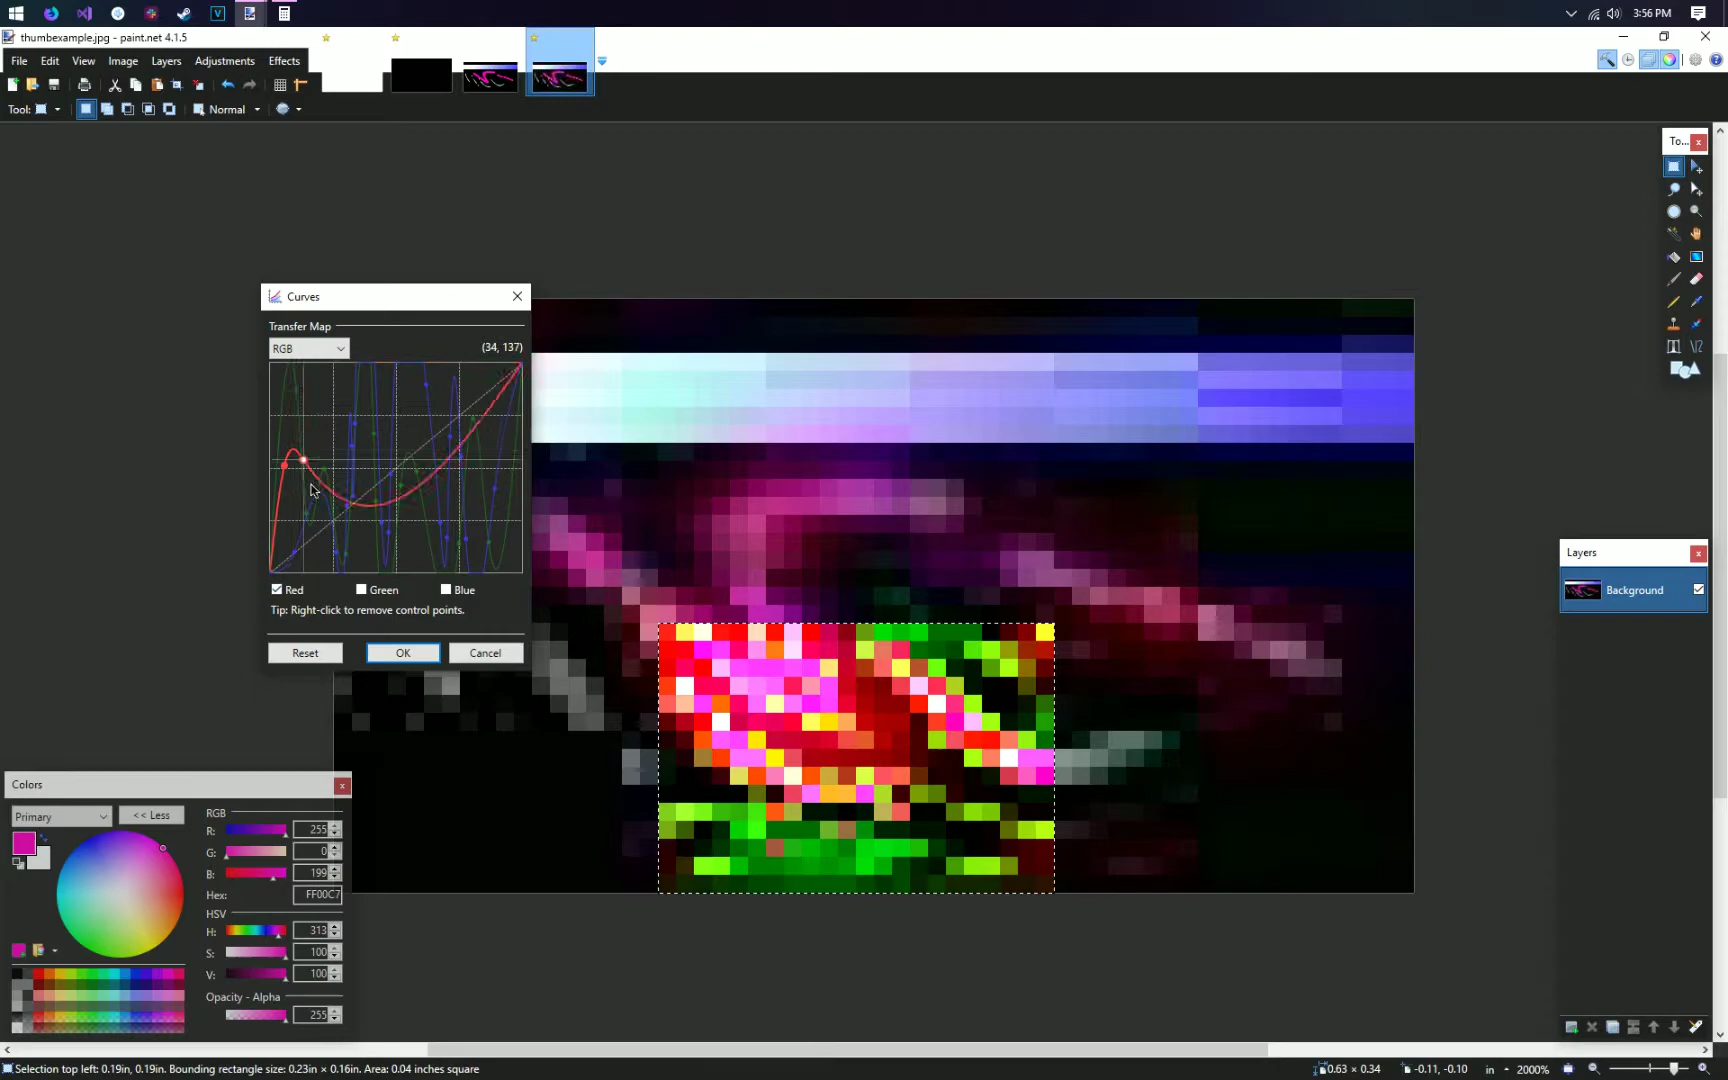 3:56 PM
thumbexample.jpg - paint.net 4.1.5
File Edit View Image Layers Adjustments Effects
Tool: Normal
To...
Curves
Transfer Map
RGB (34, 137)
Red Green Blue
Tip: Right-click to remove control points.
Reset OK Cancel
Layers
Background
Colors
Primary << Less
RGB
R: 255
G: 0
B: 199
Hex: FF00C7
HSV
H: 313
S: 100
V: 100
Opacity - Alpha
255
Selection top left: 0.19in, 0.19in. Bounding rectangle size: 0.23in × 0.16in. Area: 0.04 inches square 0.63 × 0.34 -0.11, -0.10 in 2000%